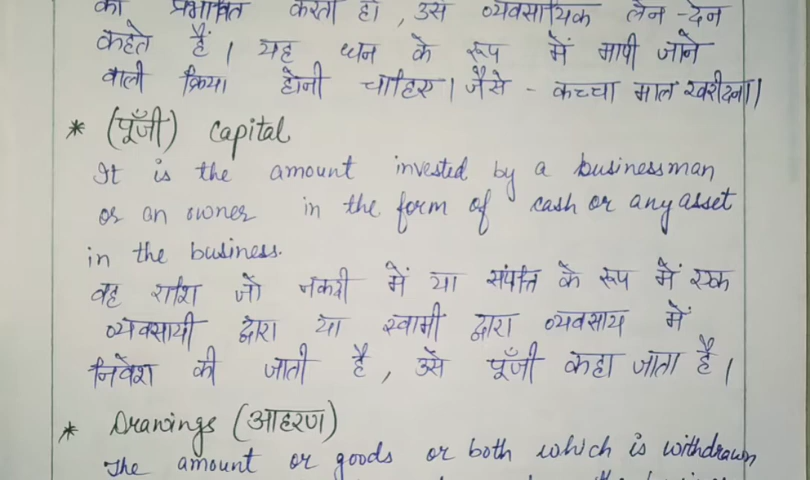 को प्रभावित करता हो , उसे व्यवसायिक लेन -देन
कहते हैं । यह धन के रूप में मापी जाने
वाली क्रिया होनी चाहिए । जैसे - कच्चा माल खरीदना ।
* (पूँजी) Capital
It is the amount invested by a businessman
or an owner in the form of cash or any asset
in the business.
वह राशि जो नकदी में या संपत्ति के रूप में एक
व्यवसायी द्वारा या स्वामी द्वारा व्यवसाय में
निवेश की जाती है , उसे पूँजी कहा जाता है ।
* Drawings (आहरण)
The amount or goods or both which is withdrawn